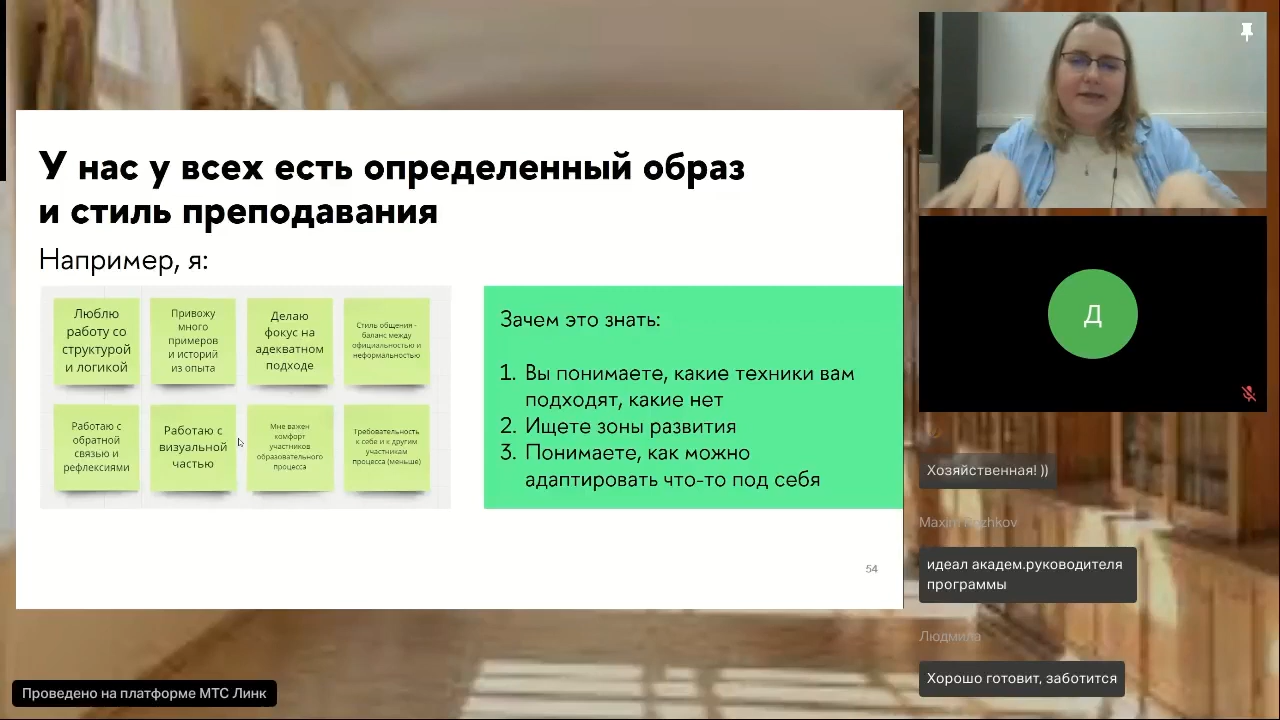 У нас у всех есть определенный образ
и стиль преподавания
Например, я:
Люблю
работу со
структурой
и логикой
Привожу
много
примеров
и историй
из опыта
Делаю
фокус на
адекватном
подходе
Стиль общения -
баланс между
официальностью и
неформальностью
Работаю с
обратной
связью и
рефлексиями
Работаю с
визуальной
частью
Мне важен
комфорт
участников
образовательного
процесса
Требовательность
к себе и к другим
участникам
процесса (меньше)
Зачем это знать:
1. Вы понимаете, какие техники вам
подходят, какие нет
2. Ищете зоны развития
3. Понимаете, как можно
адаптировать что-то под себя
54
Д
Хозяйственная! ))
Maxim Rozhkov
идеал академ.руководителя
программы
Людмила
Хорошо готовит, заботится
Проведено на платформе МТС Линк